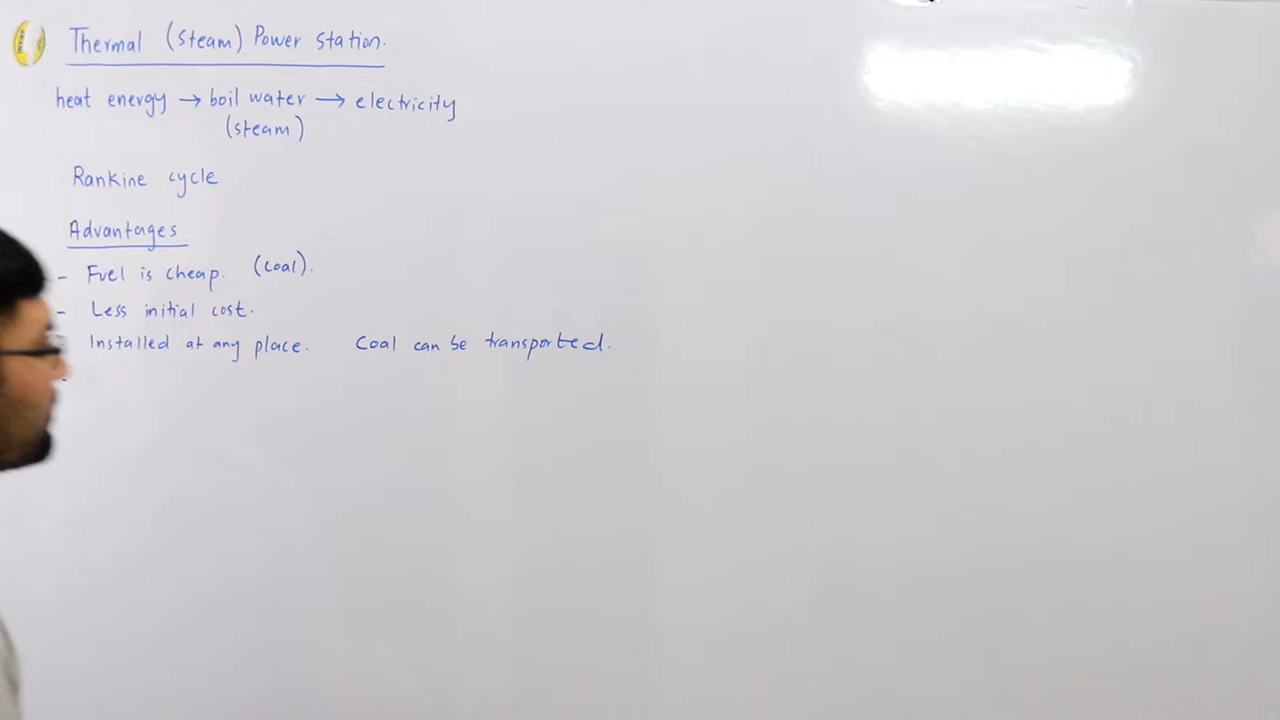 Thermal (Steam) Power Station.
heat energy → boil water → electricity
(steam)
Rankine cycle
Advantages
- Fuel is cheap. (Coal).
- Less initial cost.
Installed at any place. Coal can be transported.
-